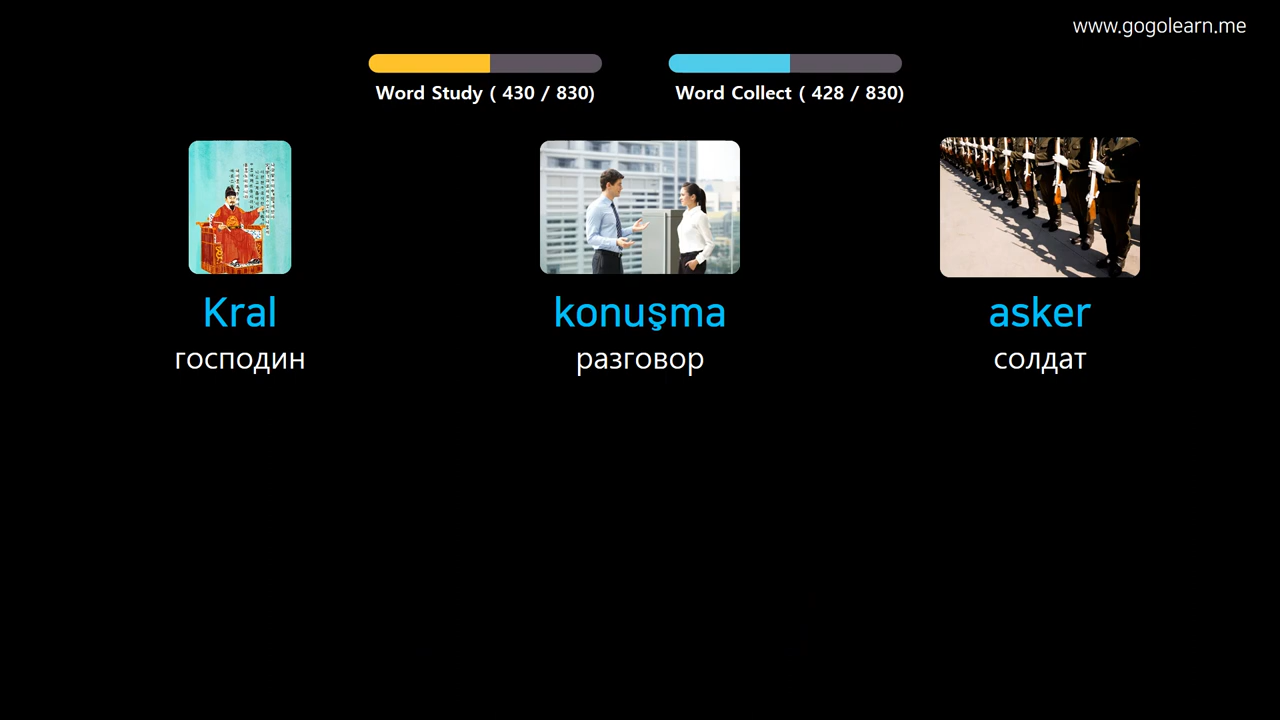 www.gogolearn.me
Word Study ( 430 / 830)
Word Collect ( 428 / 830)
Kral
господин
konuşma
разговор
asker
солдат